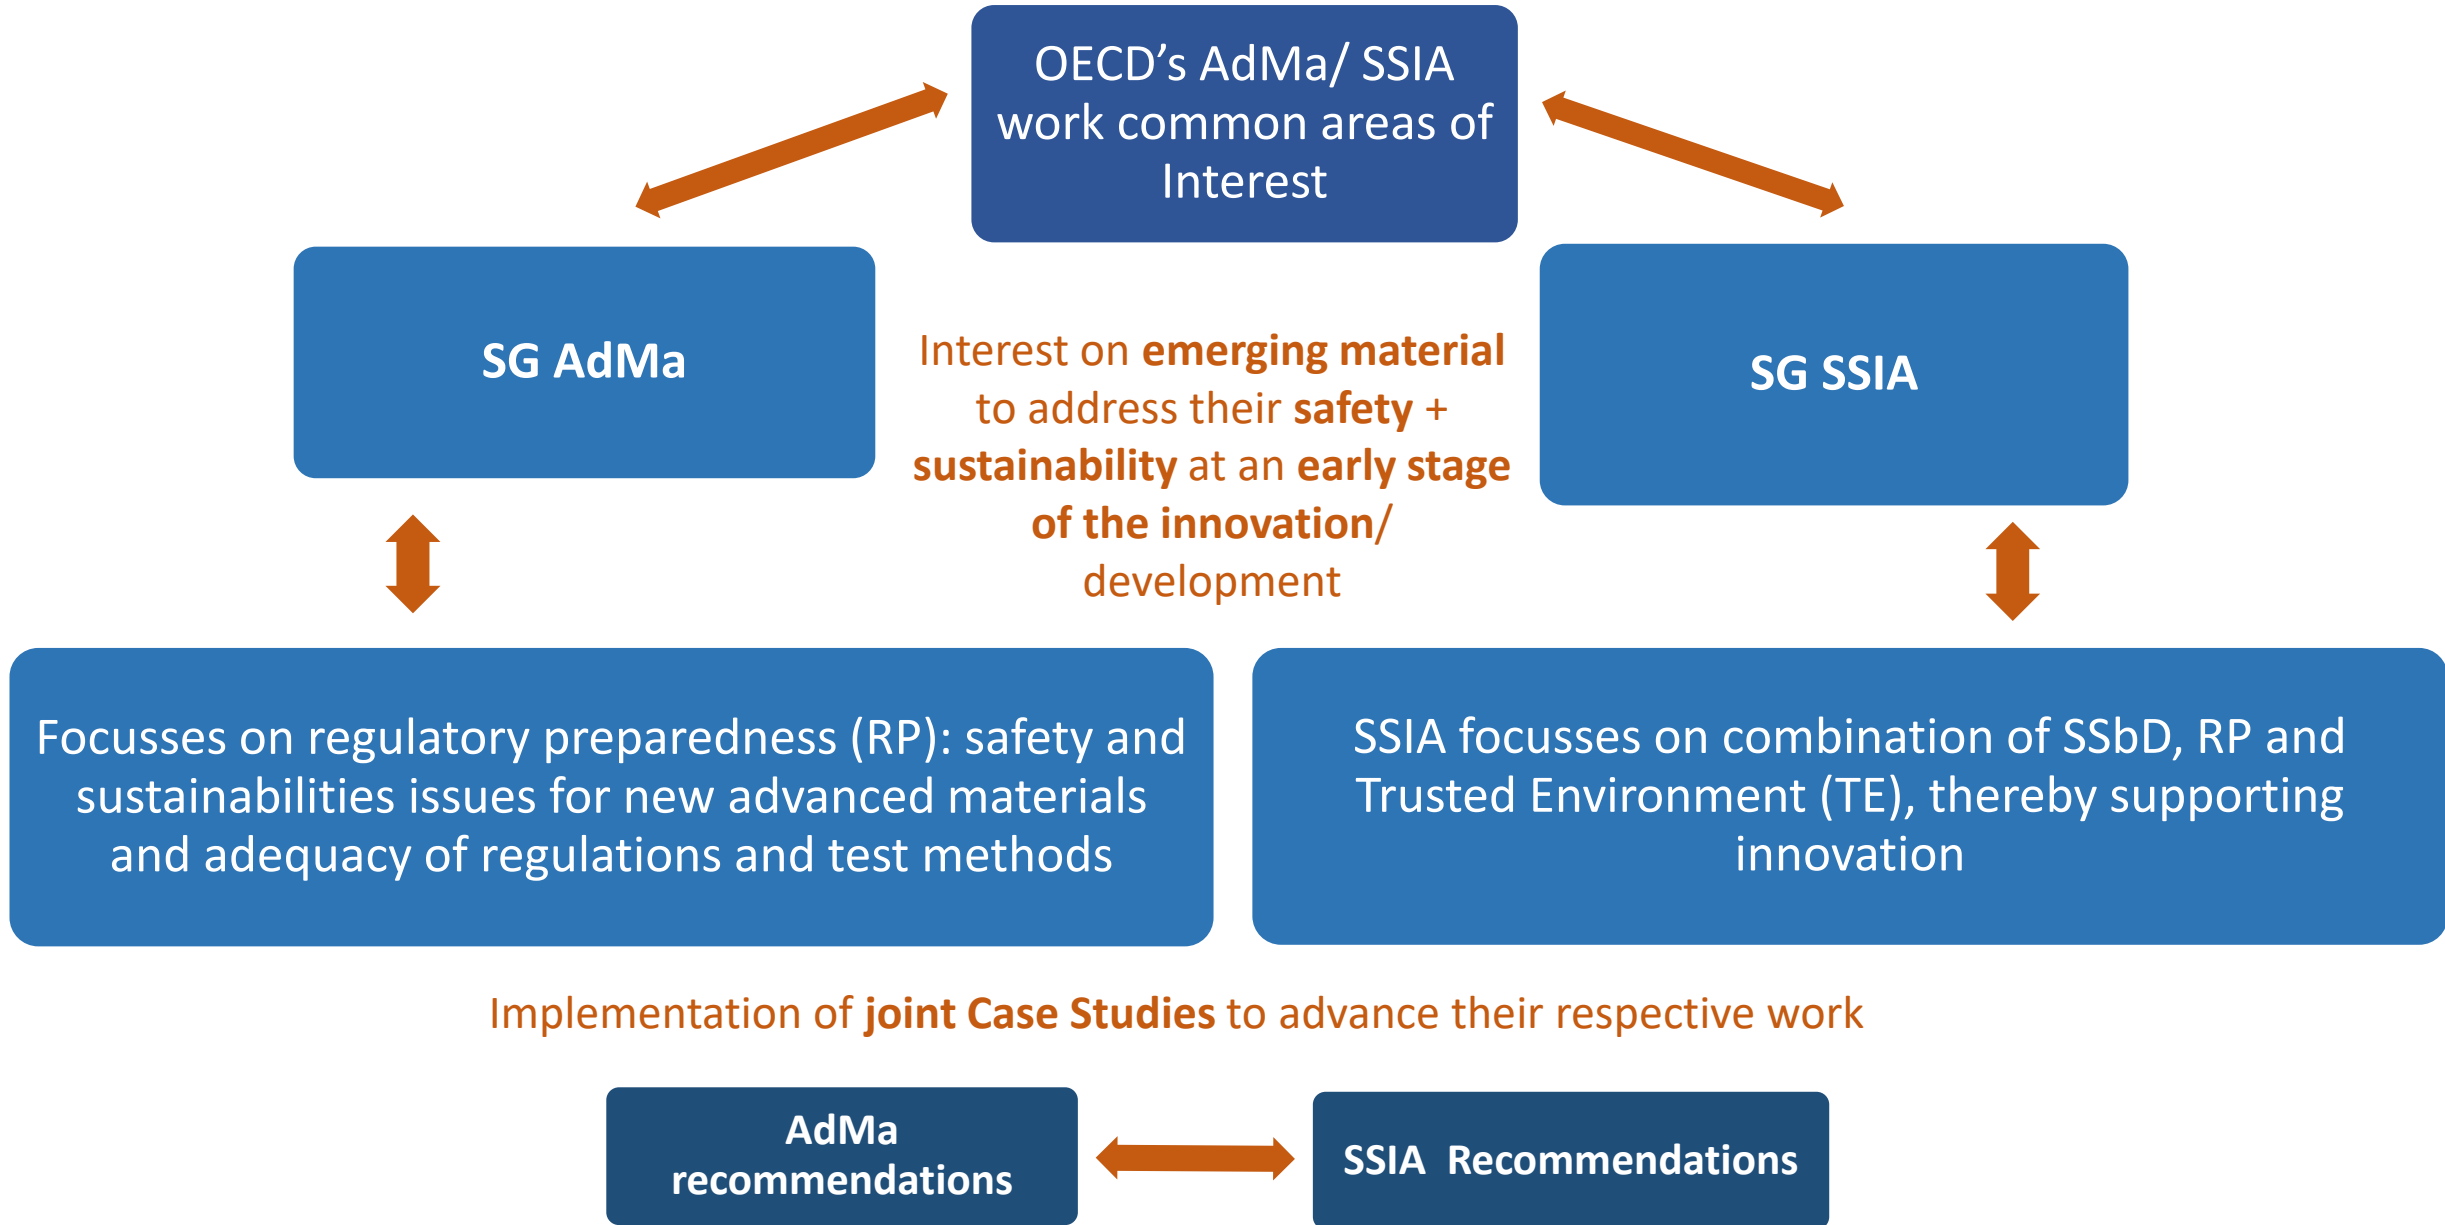 OECD’s AdMa/ SSIA
work common areas of
Interest
SG AdMa
Interest on emerging material
to address their safety +
sustainability at an early stage
of the innovation/
development
SG SSIA
Focusses on regulatory preparedness (RP): safety and
sustainabilities issues for new advanced materials
and adequacy of regulations and test methods
SSIA focusses on combination of SSbD, RP and
Trusted Environment (TE), thereby supporting
innovation
Implementation of joint Case Studies to advance their respective work
AdMa
recommendations
SSIA  Recommendations